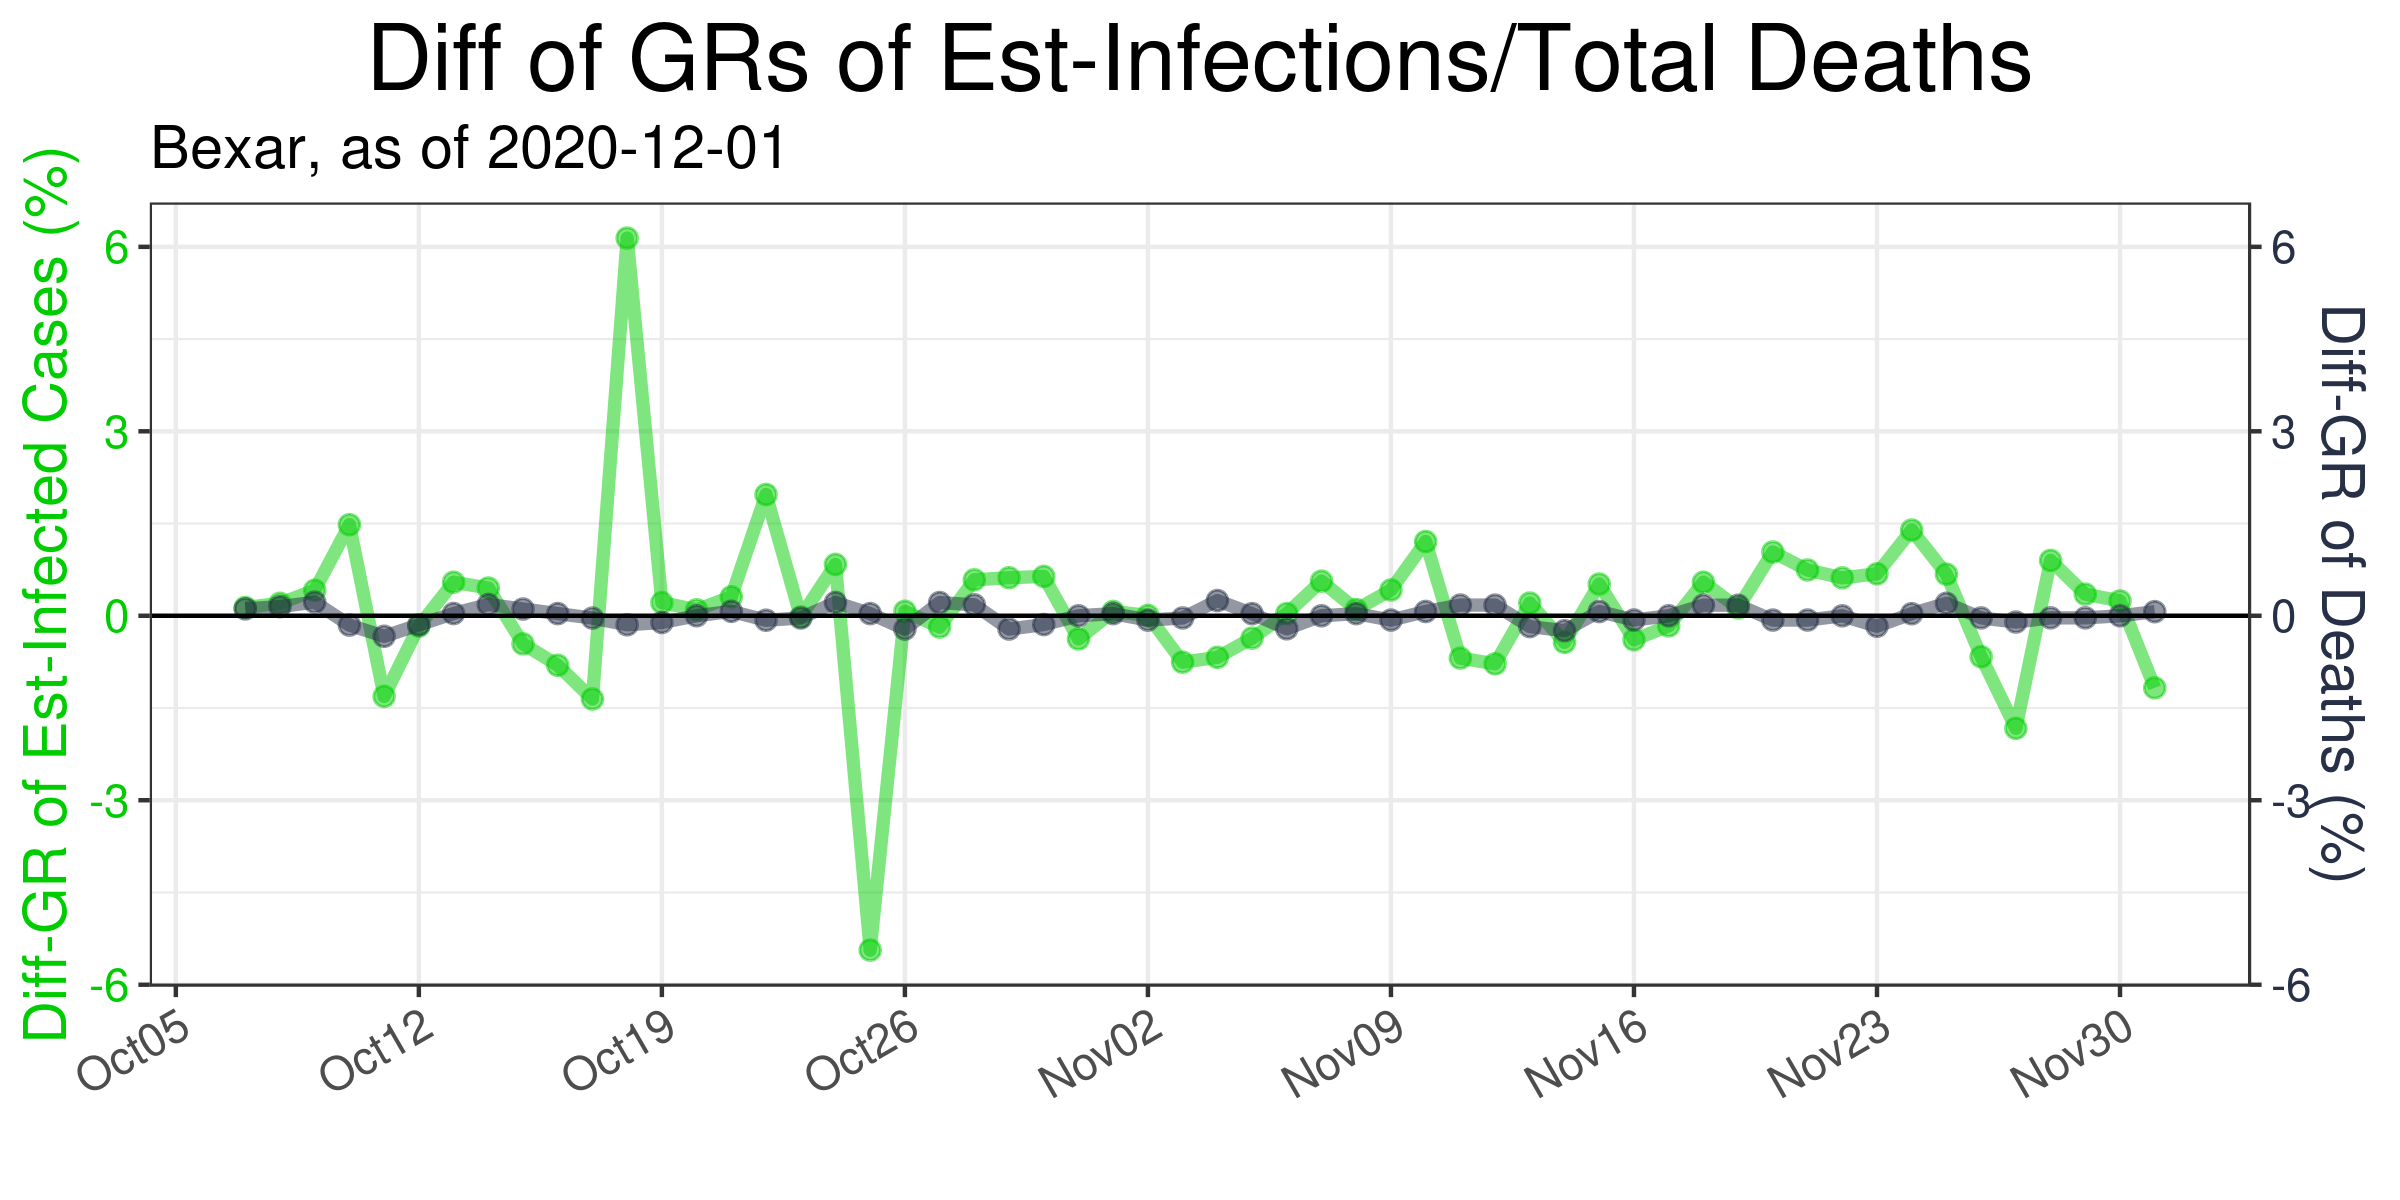 Diff of GRs of Est-Infections/Total Deaths
Bexar, as of 2020-12-01
Diff-GR of Est-Infected Cases (%)
6
3
0
-3
-6
6
3
0
-3
-6
Diff-GR of Deaths (%)
Oct05
Oct12
Oct19
Oct26
Nov02
Nov09
Nov16
Nov23
Nov30